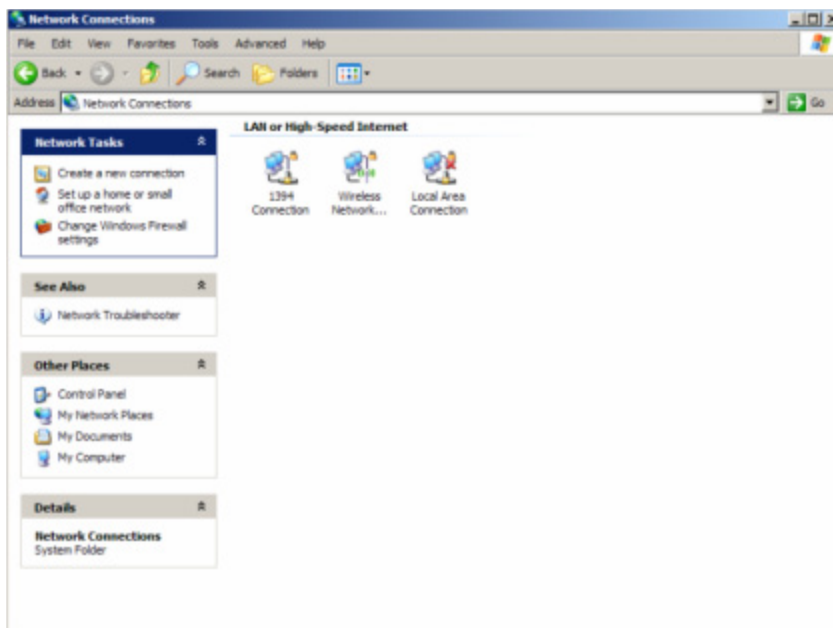 Network Connections
File Edit View Favorites Tools Advanced Help
Back Search Folders
Address Network Connections Go
Network Tasks
Create a new connection
Set up a home or small
office network
Change Windows Firewall
settings
See Also
Network Troubleshooter
Other Places
Control Panel
My Network Places
My Documents
My Computer
Details
Network Connections
System Folder
LAN or High-Speed Internet
1394
Connection
Wireless
Network...
Local Area
Connection